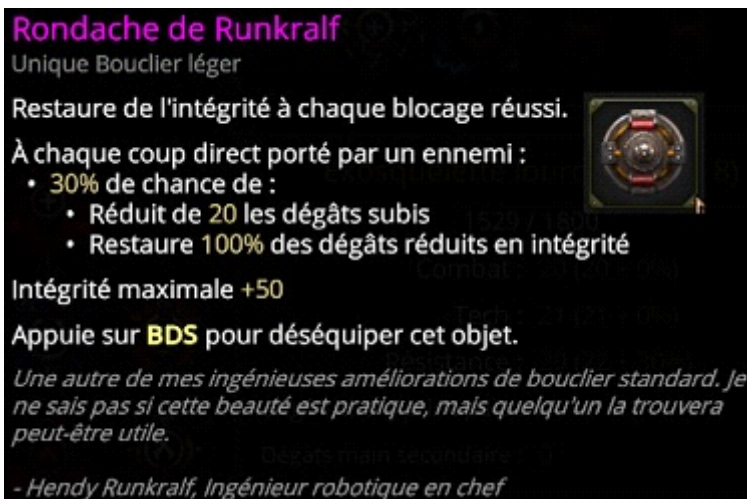 Rondache de Runkralf
Unique Bouclier léger
Restaure de l'intégrité à chaque blocage réussi.
À chaque coup direct porté par un ennemi :
• 30% de chance de :
• Réduit de 20 les dégâts subis
• Restaure 100% des dégâts réduits en intégrité
Intégrité maximale +50
Appuie sur BDS pour déséquiper cet objet.
Une autre de mes ingénieuses améliorations de bouclier standard. Je
ne sais pas si cette beauté est pratique, mais quelqu'un la trouvera
peut-être utile.
Dégâts main secondaire : 0
- Hendy Runkralf, Ingénieur robotique en chef